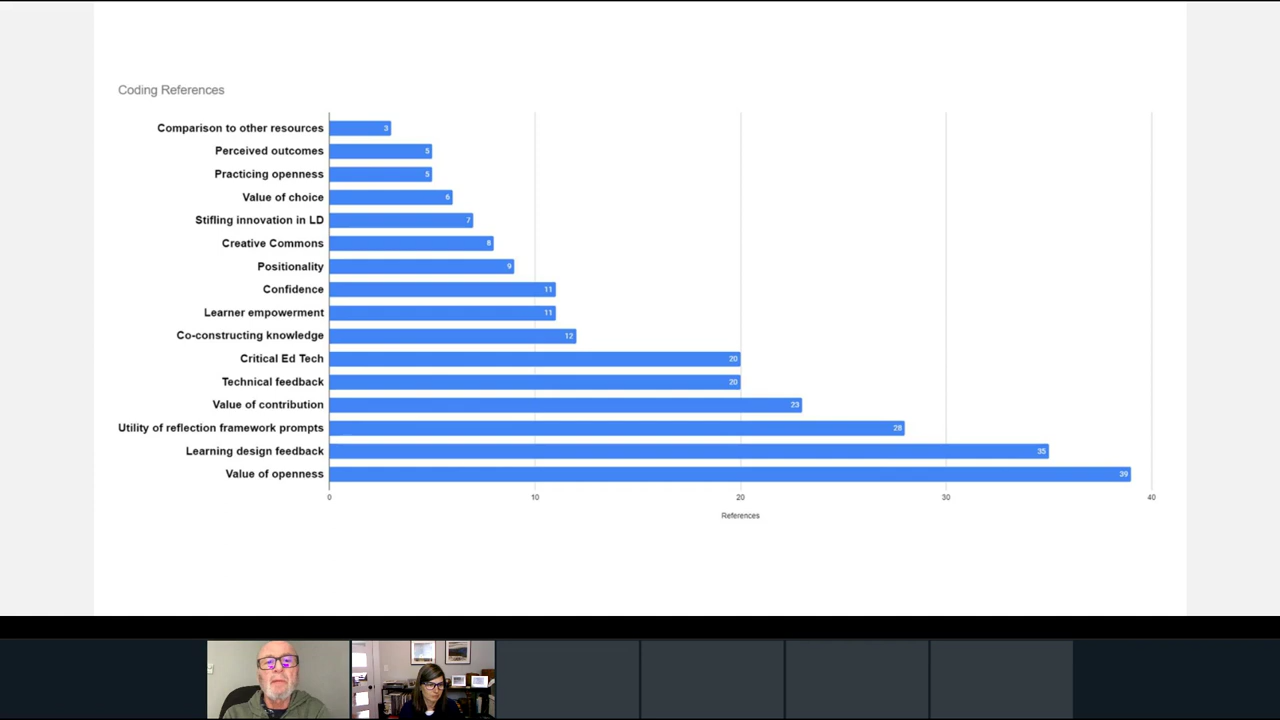 Coding References
Comparison to other resources 3
Perceived outcomes 5
Practicing openness 5
Value of choice 6
Stifling innovation in LD 7
Creative Commons 8
Positionality 9
Confidence 11
Learner empowerment 11
Co-constructing knowledge 12
Critical Ed Tech 20
Technical feedback 20
Value of contribution 23
Utility of reflection framework prompts 28
Learning design feedback 35
Value of openness 39
0 10 20 30 40
References